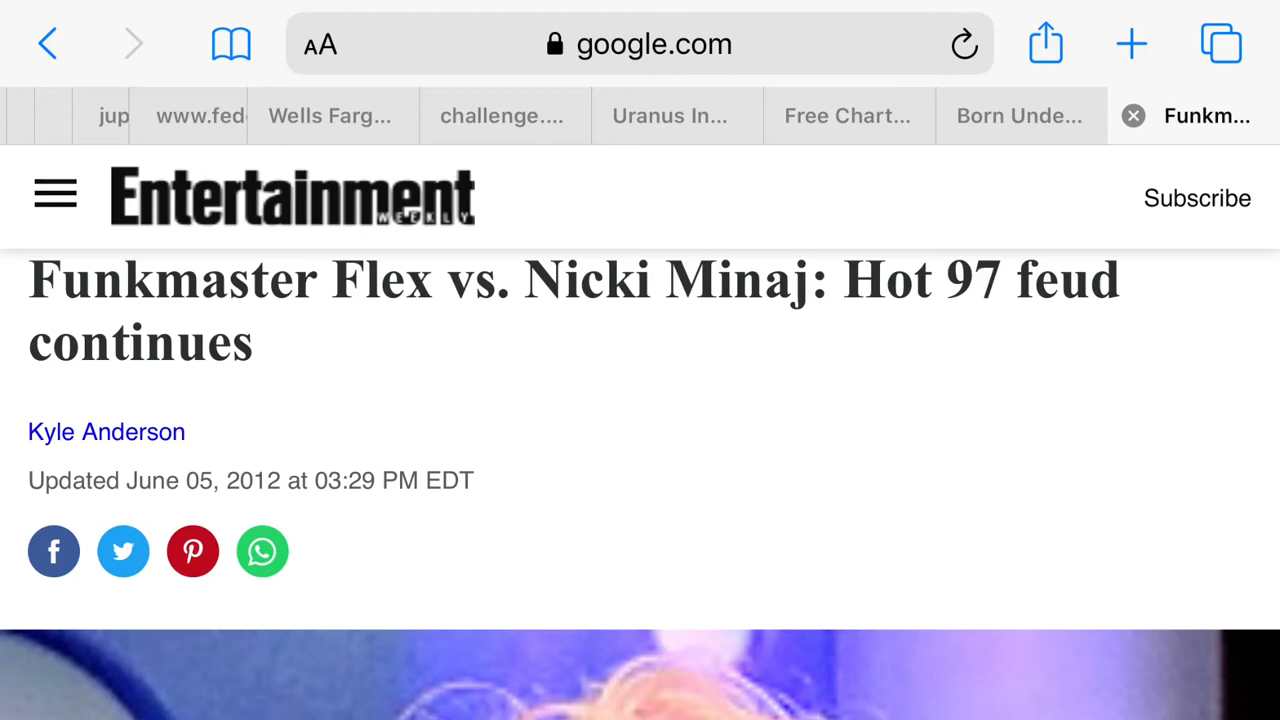 AA google.com
jup www.fed Wells Farg... challenge.... Uranus In... Free Chart... Born Unde... Funkm...
Entertainment WEEKLY Subscribe
Funkmaster Flex vs. Nicki Minaj: Hot 97 feud
continues
Kyle Anderson
Updated June 05, 2012 at 03:29 PM EDT